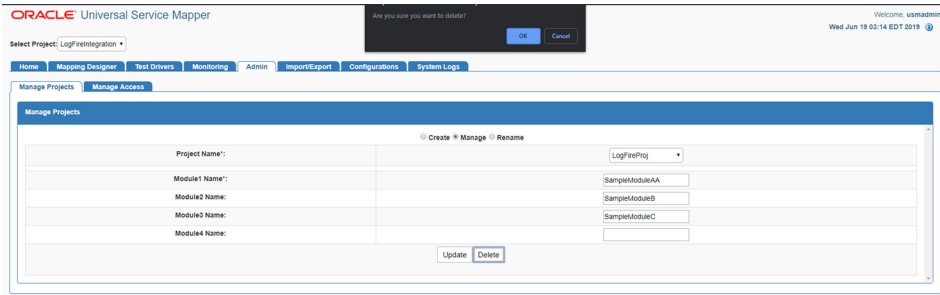 ORACLE Universal Service Mapper
Are you sure you want to delete?
OK Cancel
Welcome, usmadmin
Wed Jun 19 03:14 EDT 2019
Select Project: LogFireIntegration
Home Mapping Designer Test Drivers Monitoring Admin Import/Export Configurations System Logs
Manage Projects Manage Access
Manage Projects
Create Manage Rename
Project Name*: LogFireProj
Module1 Name*: SampleModuleAA
Module2 Name: SampleModuleB
Module3 Name: SampleModuleC
Module4 Name:
Update Delete